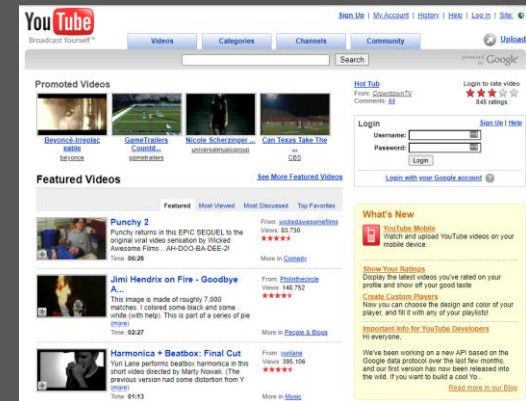 You Tube
Broadcast Yourself™
Sign Up | My Account | History | Help | Log In | Site:
Videos
Categories
Channels
Community
Upload
Search
powered by Google
Promoted Videos
Beyoncé-Irreplac
eable
beyonce
GameTrailers
Countd...
gametrailers
Nicole Scherzinger ...
universalmusicgroup
Can Texas Take The
...
CBS
Hot Tub
From: CrowntownTV
Comments: 44
Login to rate video
845 ratings
Login
Sign Up | Help
Username:
Password:
Login
Login with your Google account
Featured Videos
See More Featured Videos
Featured
Most Viewed
Most Discussed
Top Favorites
Punchy 2
Punchy returns in this EPIC SEQUEL to the
original viral video sensation by Wicked
Awesome Films... AH-DOO-BA-DEE-2!
Time: 06:28
From: wickedawesomefilms
Views: 83,730
More in Comedy
Jimi Hendrix on Fire - Goodbye
A...
This image is made of roughly 7,000
matches. I colored some black and some
white (with help). This is part of a series of pie
(more)
Time: 02:27
From: Philinthecircle
Views: 148,752
More in People & Blogs
Harmonica + Beatbox: Final Cut
Yuri Lane performs beatbox harmonica in this
short video directed by Marty Nowak. (The
previous version had some distortion from Y
(more)
Time: 01:13
From: yurilane
Views: 395,106
More in Music
What's New
YouTube Mobile
Watch and upload YouTube videos on your
mobile device.
Show Your Ratings
Display the latest videos you've rated on your
profile and show off your good taste
Create Custom Players
Now you can choose the design and color of your
player, and fill it with any of your playlists!
Important Info for YouTube Developers
Hi everyone,
We've been working on a new API based on the
Google data protocol over the last few months,
and our first version has now been released into
the wild. If you want to build a cool Yo...
Read more in our Blog